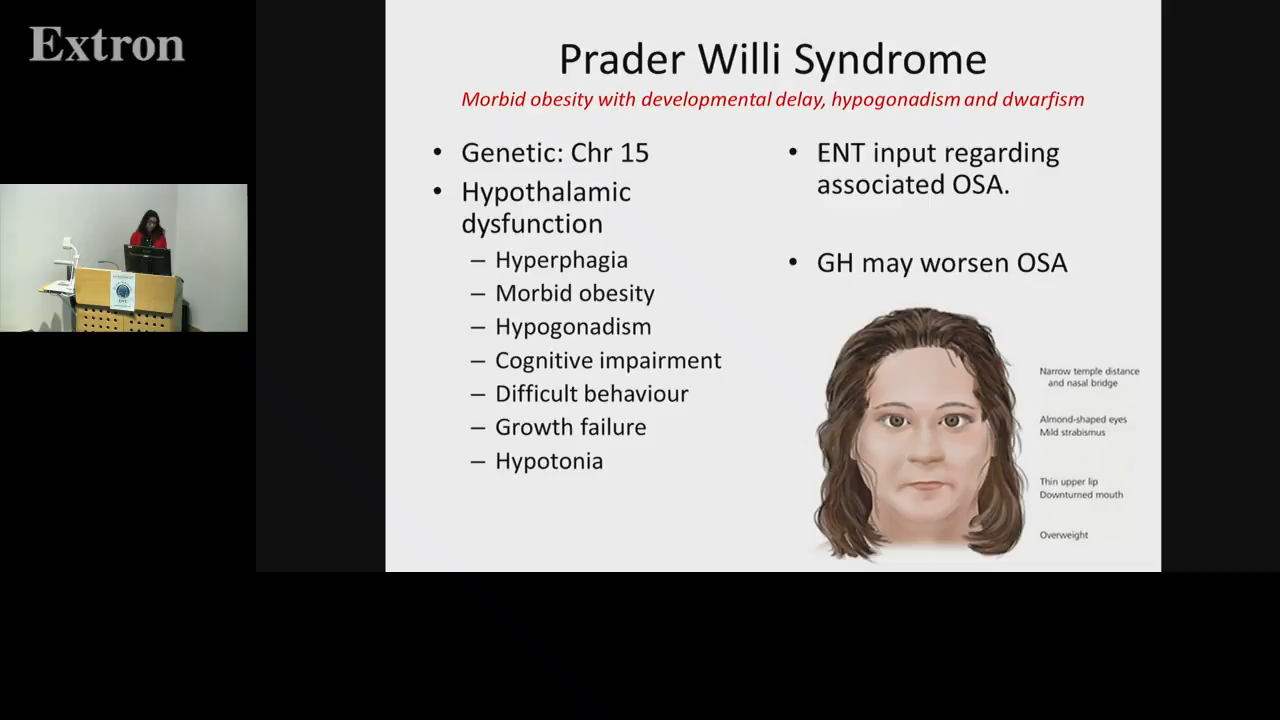 Extron
Prader Willi Syndrome
Morbid obesity with developmental delay, hypogonadism and dwarfism
• Genetic: Chr 15
• Hypothalamic
dysfunction
– Hyperphagia
– Morbid obesity
– Hypogonadism
– Cognitive impairment
– Difficult behaviour
– Growth failure
– Hypotonia
• ENT input regarding
associated OSA.
• GH may worsen OSA
Narrow temple distance
and nasal bridge
Almond-shaped eyes
Mild strabismus
Thin upper lip
Downturned mouth
Overweight